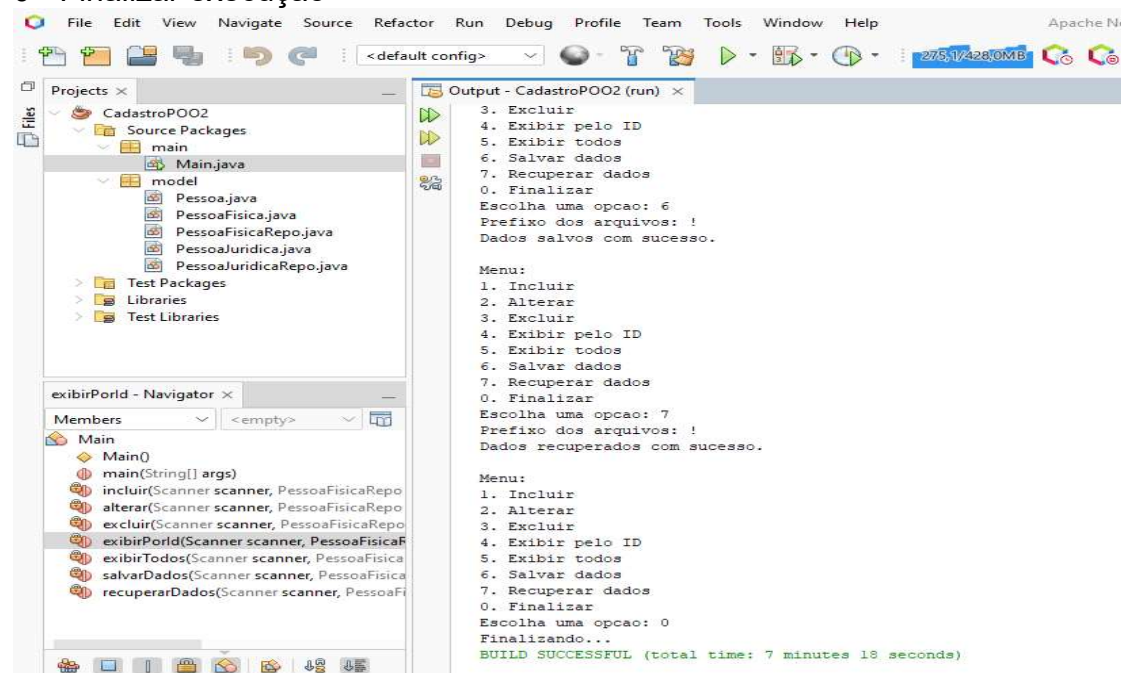 File Edit View Navigate Source Refactor Run Debug Profile Team Tools Window Help Apache
<default config>
275,1/428,0MB
Files
Projects
CadastroPOO2
Source Packages
main
Main.java
model
Pessoa.java
PessoaFisica.java
PessoaFisicaRepo.java
PessoaJuridica.java
PessoaJuridicaRepo.java
Test Packages
Libraries
Test Libraries
exibirPorId - Navigator
Members <empty>
Main
Main()
main(String[] args)
incluir(Scanner scanner, PessoaFisicaRepo
alterar(Scanner scanner, PessoaFisicaRepo
excluir(Scanner scanner, PessoaFisicaRepo
exibirPorId(Scanner scanner, PessoaFisicaR
exibirTodos(Scanner scanner, PessoaFisica
salvarDados(Scanner scanner, PessoaFisica
recuperarDados(Scanner scanner, PessoaFi
Output - CadastroPOO2 (run)
3. Excluir
4. Exibir pelo ID
5. Exibir todos
6. Salvar dados
7. Recuperar dados
0. Finalizar
Escolha uma opcao: 6
Prefixo dos arquivos: !
Dados salvos com sucesso.
Menu:
1. Incluir
2. Alterar
3. Excluir
4. Exibir pelo ID
5. Exibir todos
6. Salvar dados
7. Recuperar dados
0. Finalizar
Escolha uma opcao: 7
Prefixo dos arquivos: !
Dados recuperados com sucesso.
Menu:
1. Incluir
2. Alterar
3. Excluir
4. Exibir pelo ID
5. Exibir todos
6. Salvar dados
7. Recuperar dados
0. Finalizar
Escolha uma opcao: 0
Finalizando...
BUILD SUCCESSFUL (total time: 7 minutes 18 seconds)